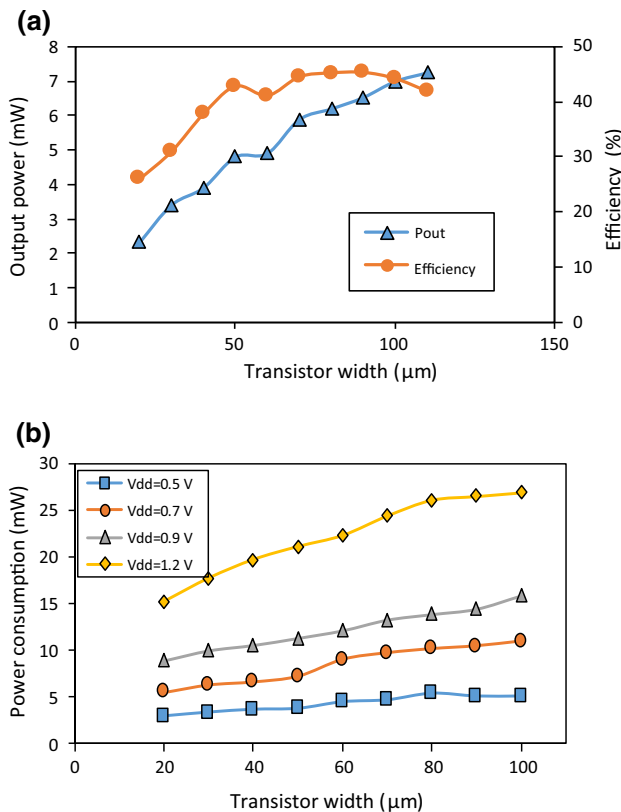 (a)
Output power (mW)
8
7
6
5
4
3
2
1
0
50
40
30
20
10
0
Efficiency (%)
Pout
Efficiency
0
50
100
150
Transistor width (μm)
(b)
Power consumption (mW)
30
25
20
15
10
5
0
Vdd=0.5 V
Vdd=0.7 V
Vdd=0.9 V
Vdd=1.2 V
0
20
40
60
80
100
Transistor width (μm)